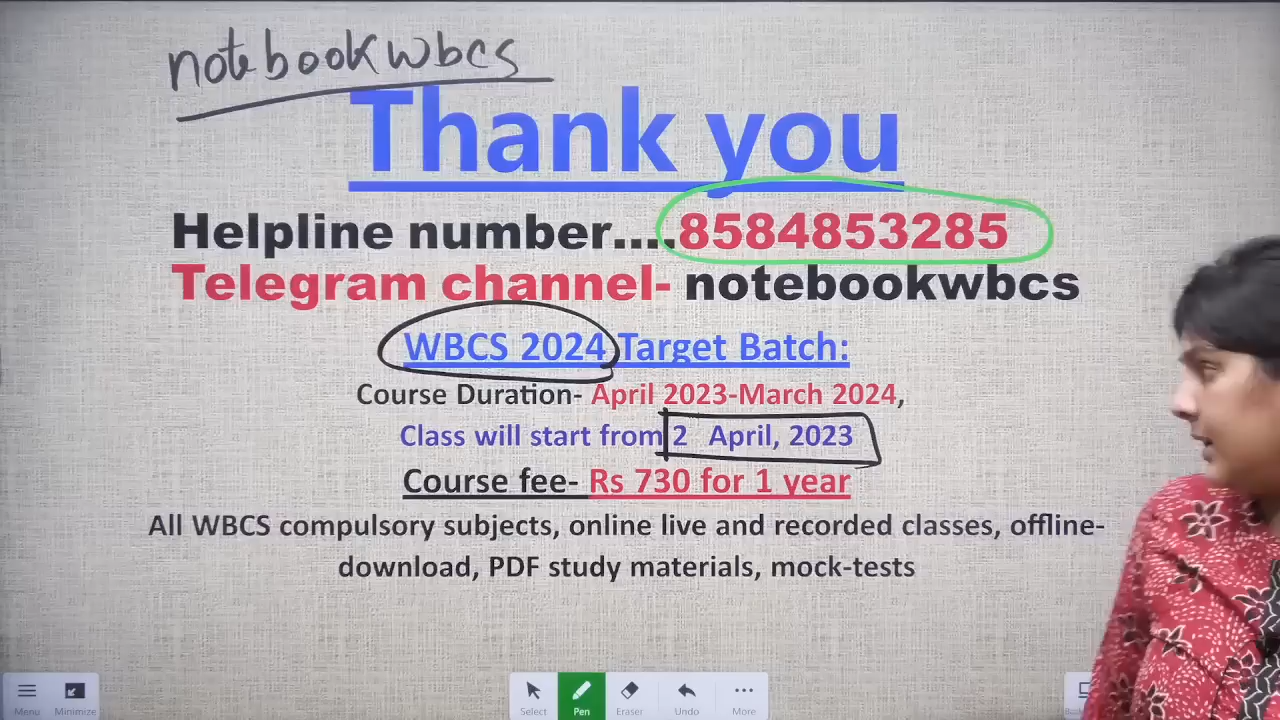 notebookwbcs
Thank you
Helpline number....8584853285
Telegram channel- notebookwbcs
WBCS 2024 Target Batch:
Course Duration- April 2023-March 2024,
Class will start from 2 April, 2023
Course fee- Rs 730 for 1 year
All WBCS compulsory subjects, online live and recorded classes, offline-
download, PDF study materials, mock-tests
Menu Minimize Select Pen Eraser Undo More